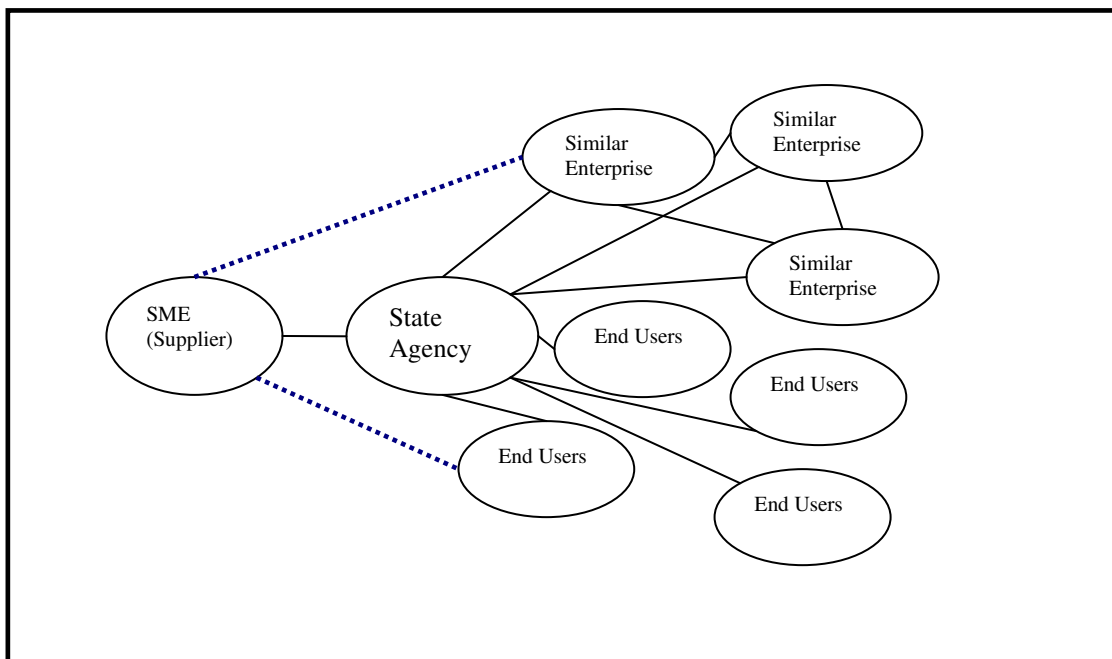 Similar
Enterprise
Similar
Enterprise
Similar
Enterprise
SME
(Supplier)
State
Agency
End Users
End Users
End Users
End Users